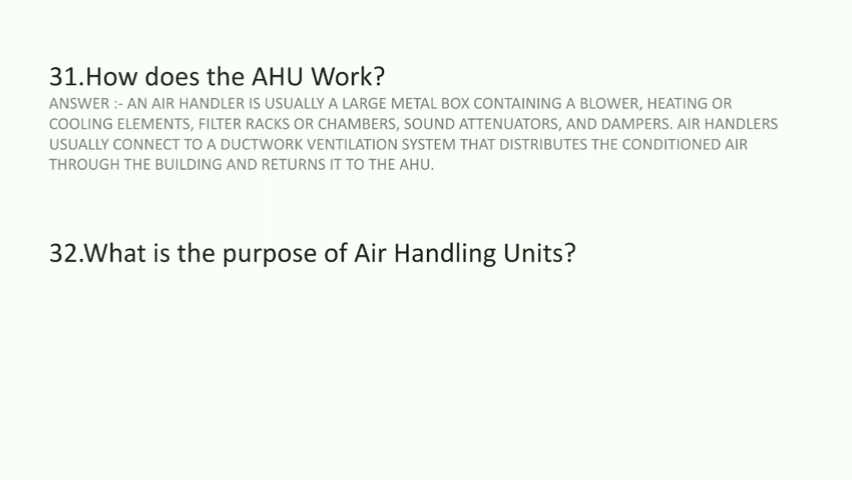 31.How does the AHU Work?
ANSWER :- AN AIR HANDLER IS USUALLY A LARGE METAL BOX CONTAINING A BLOWER, HEATING OR
COOLING ELEMENTS, FILTER RACKS OR CHAMBERS, SOUND ATTENUATORS, AND DAMPERS. AIR HANDLERS
USUALLY CONNECT TO A DUCTWORK VENTILATION SYSTEM THAT DISTRIBUTES THE CONDITIONED AIR
THROUGH THE BUILDING AND RETURNS IT TO THE AHU.
32.What is the purpose of Air Handling Units?